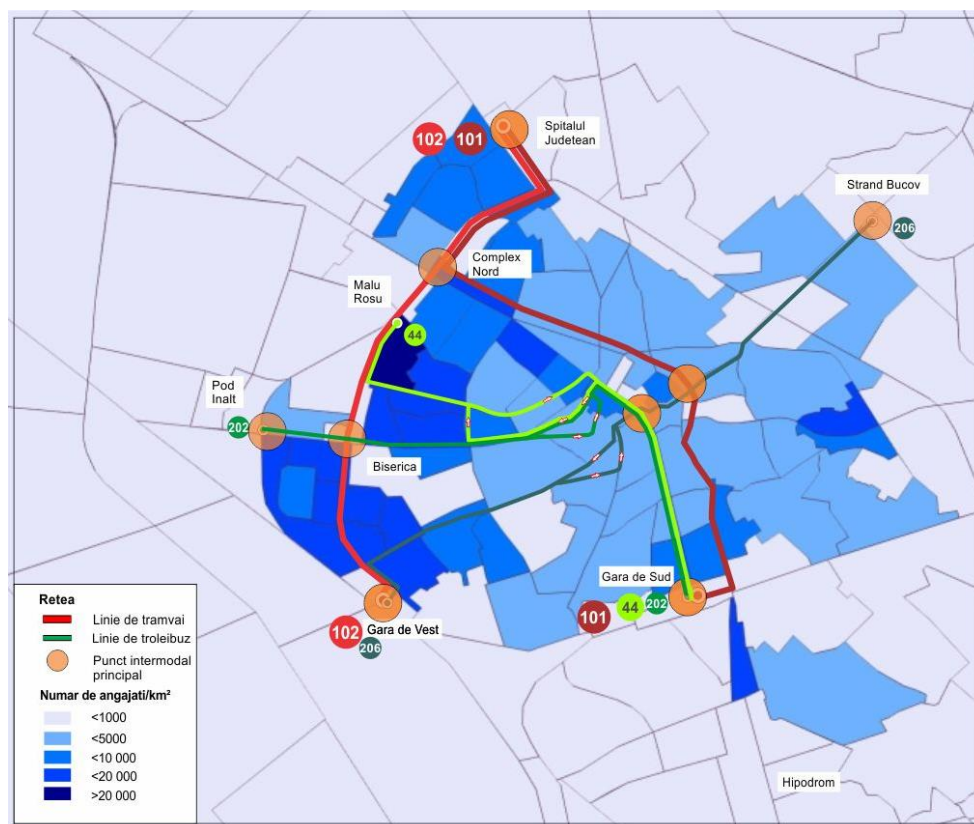 102
101
Spitalul
Judetean
Strand Bucov
206
Complex
Nord
Malu
Rosu
44
Pod
Inalt
202
Biserica
Gara de Sud
101
44
202
Gara de Vest
102
206
Hipodrom
Retea
Linie de tramvai
Linie de troleibuz
Punct intermodal
principal
Numar de angajati/km²
<1000
<5000
<10 000
<20 000
>20 000